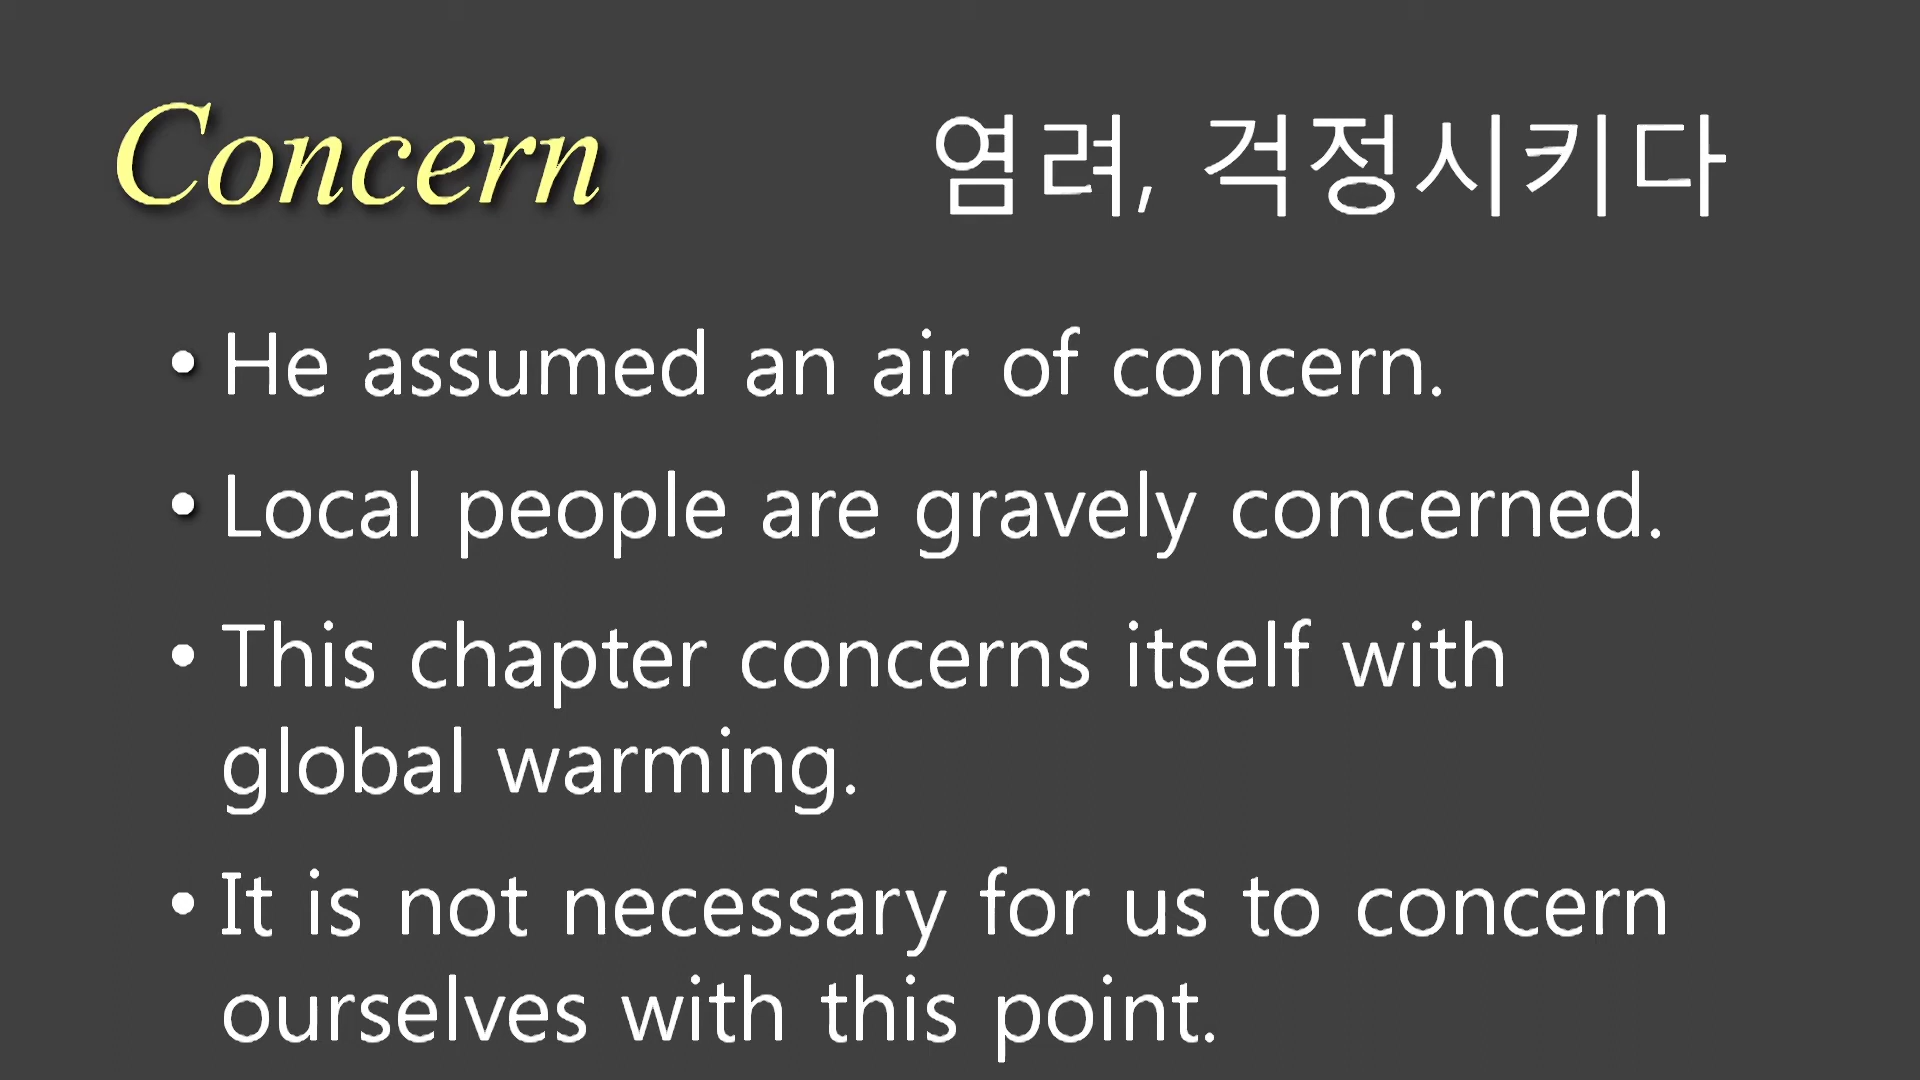 Concern 염려, 걱정시키다
• He assumed an air of concern.
• Local people are gravely concerned.
• This chapter concerns itself with
global warming.
• It is not necessary for us to concern
ourselves with this point.